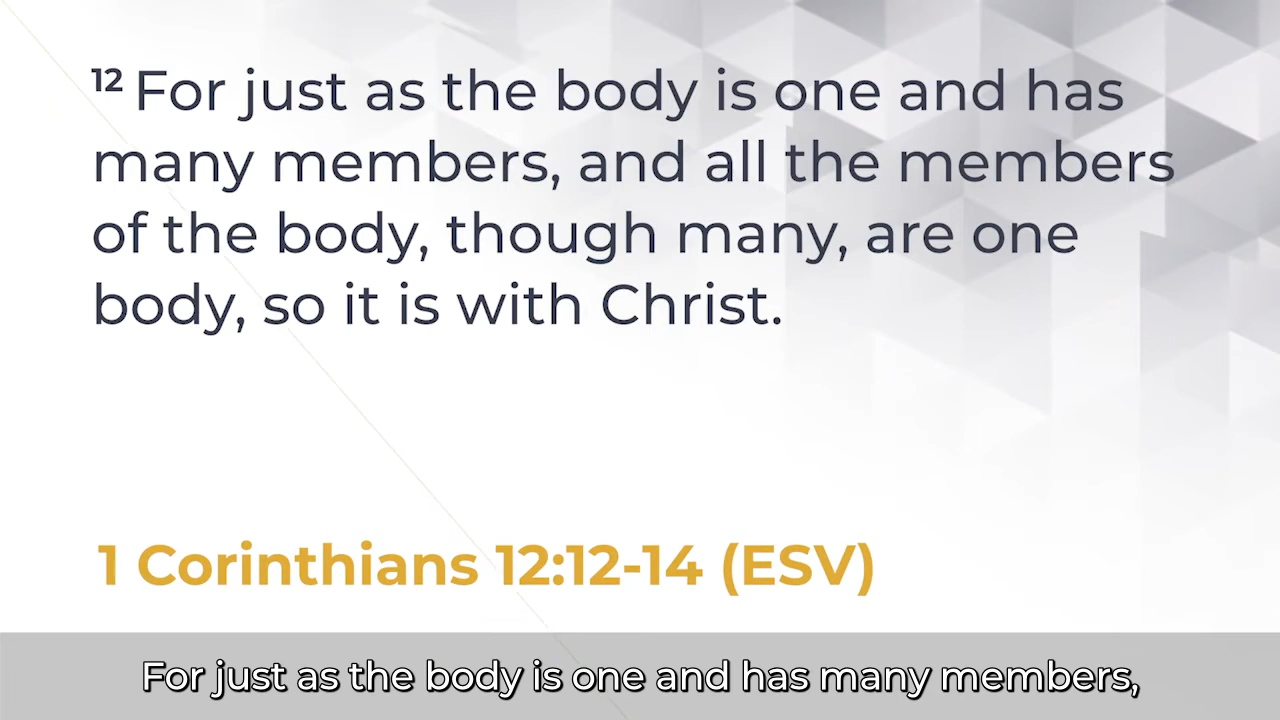 12 For just as the body is one and has
many members, and all the members
of the body, though many, are one
body, so it is with Christ.
1 Corinthians 12:12-14 (ESV)
For just as the body is one and has many members,